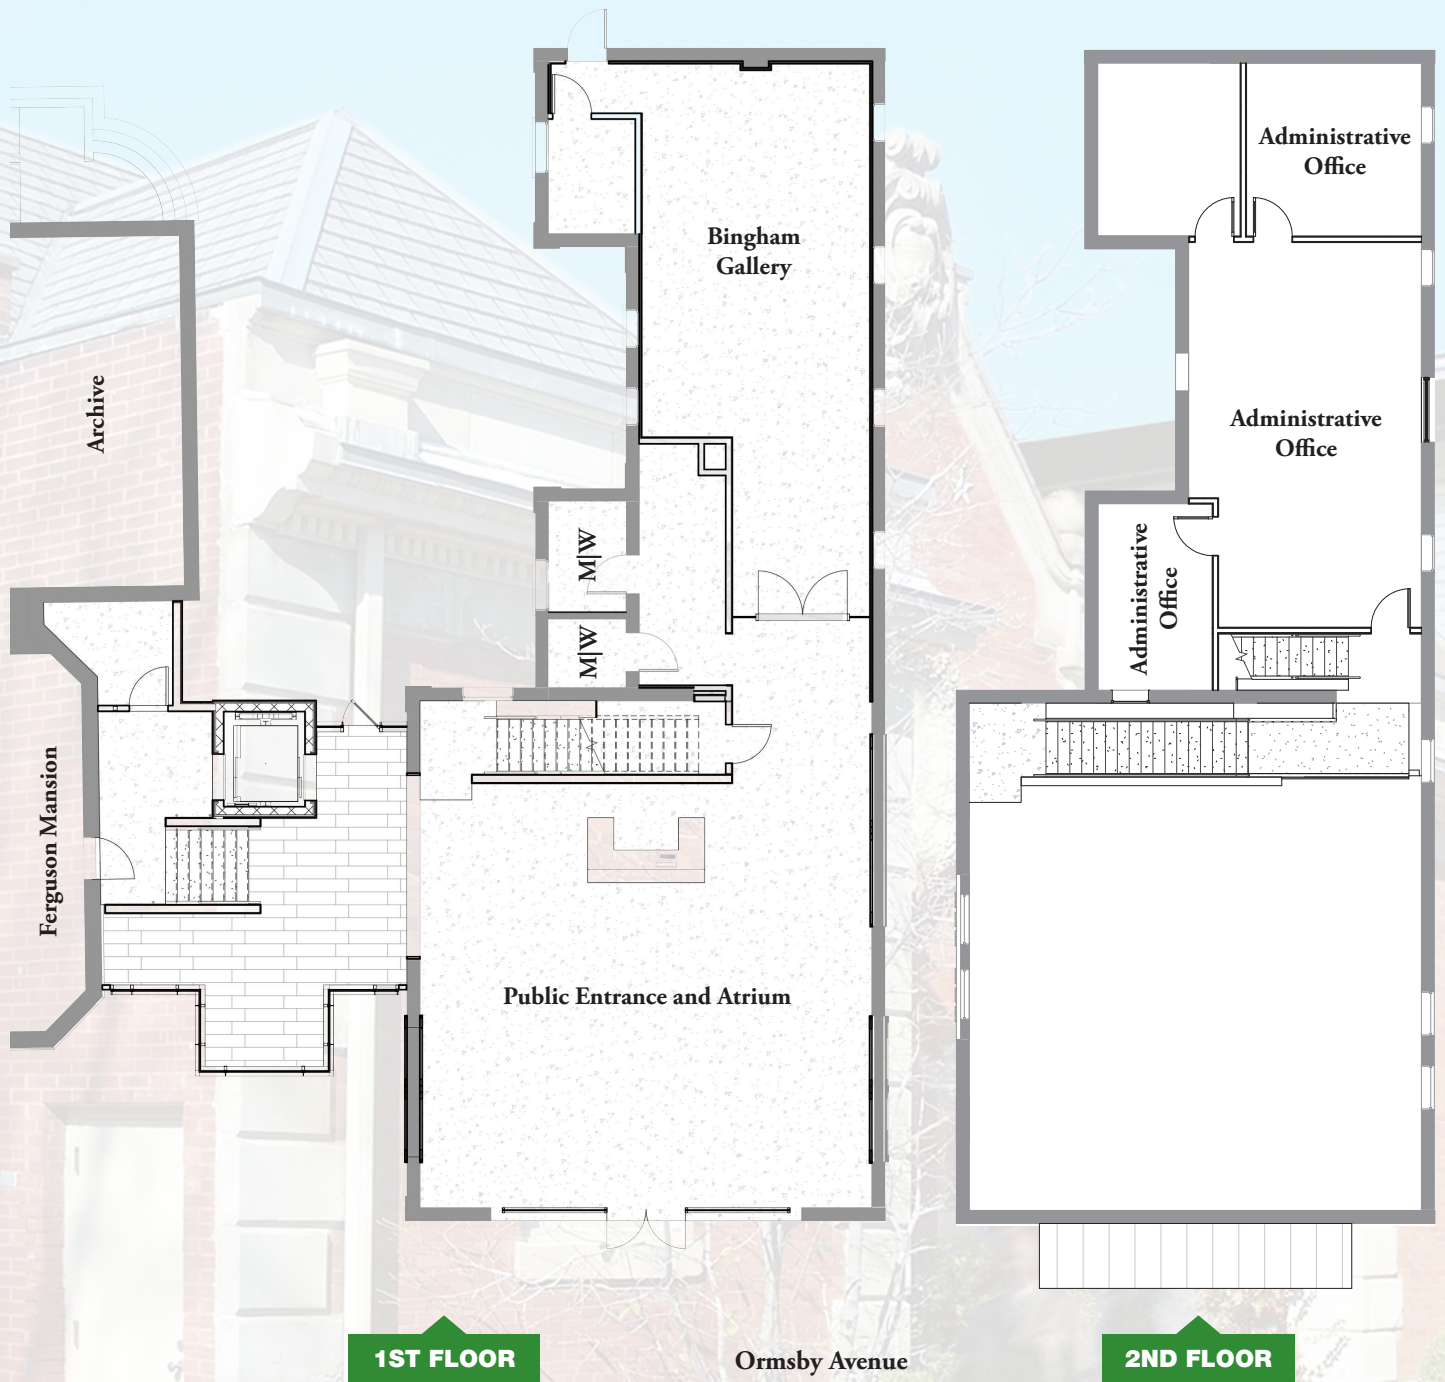 Administrative
Office
Bingham
Gallery
Archive
Administrative
Office
M|W
Administrative
Office
M|W
Ferguson Mansion
Public Entrance and Atrium
1ST FLOOR
Ormsby Avenue
2ND FLOOR